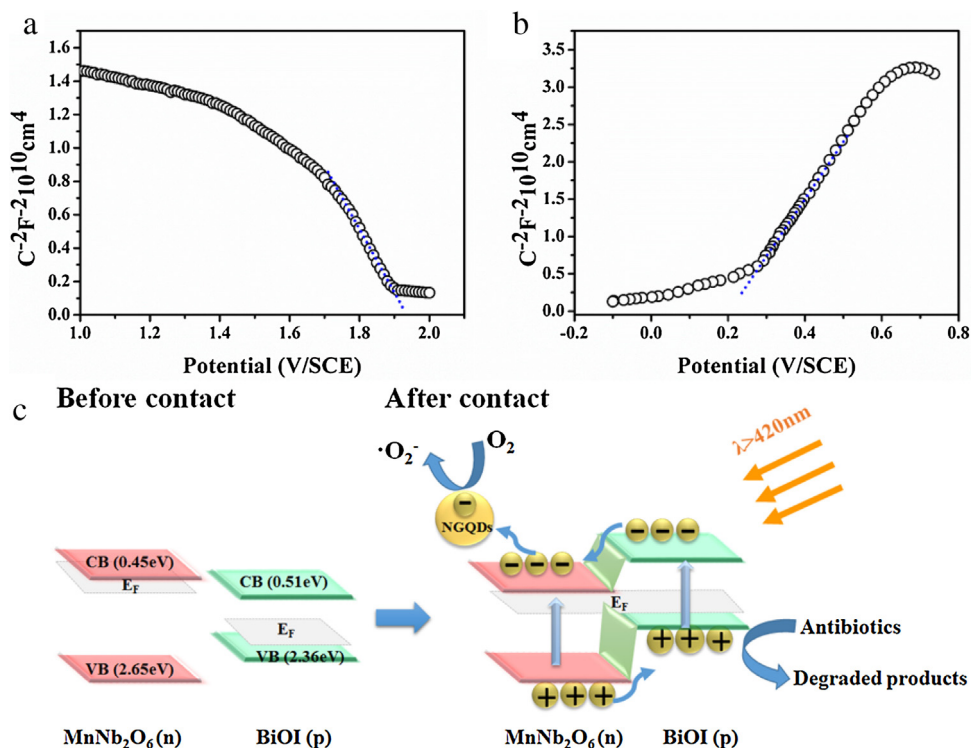 a
1.6
1.4
1.2
1.0
0.8
0.6
0.4
0.2
0.0
C⁻²F⁻²10¹⁰cm⁴
1.0 1.2 1.4 1.6 1.8 2.0
Potential (V/SCE)
b
3.5
3.0
2.5
2.0
1.5
1.0
0.5
0.0
C⁻²F⁻²10¹⁰cm⁴
-0.2 0.0 0.2 0.4 0.6 0.8
Potential (V/SCE)
c
Before contact
CB (0.45eV)
E_F
VB (2.65eV)
CB (0.51eV)
E_F
VB (2.36eV)
MnNb₂O₆(n) BiOI (p)
After contact
·O₂⁻ O₂
NGQDs
λ>420nm
E_F
Antibiotics
Degraded products
MnNb₂O₆(n) BiOI (p)